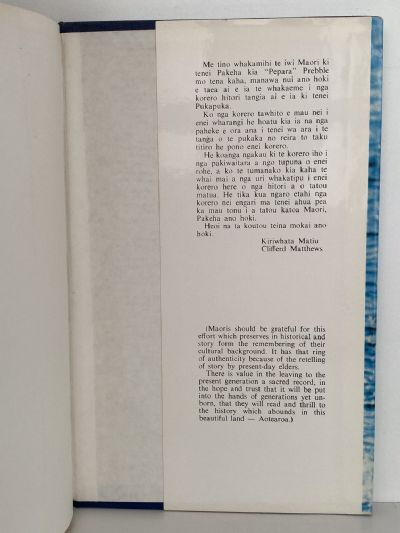 Me tino whakamihi te iwi Maori ki
tenei Pakeha kia "Pepara" Prebble
mo tena kaha, manawa nui ano hoki
e taea ai e ia te whakaeme i nga
korero hitori tangia ai e ia ki tenei
Pukapuka.
Ko nga korero tawhito e mau nei i
enei wharangi he hoatu kia ia na nga
paheke e ora ana i tenei wa ara i te
tanga o te pukaka no reira to taku
titiro he pono enei korero.
He koanga ngakau ki te korero iho i
nga pakiwaitara a ngo tupuna o enei
rohe, a ko te tumanako kia kaha te
whai mai a nga uri whakatipu i enei
korero here o nga hitori a o tatou
matua. He tika kua ngaro etahi nga
korero nei engari ma tenei ahua pea
ka mau tonu i a tatou katoa Maori,
Pakeha ano hoki.
Heoi na ta koutou teina mokai ano
hoki.
Kiriwhata Matiu
Clifferd Matthews
(Maoris should be grateful for this
effort which preserves in historical and
story form the remembering of their
cultural background. It has that ring
of authenticity because of the retelling
of story by present-day elders.
There is value in the leaving to the
present generation a sacred record, in
the hope and trust that it will be put
into the hands of generations yet un-
born, that they will read and thrill to
the history which abounds in this
beautiful land — Aotearoa.)